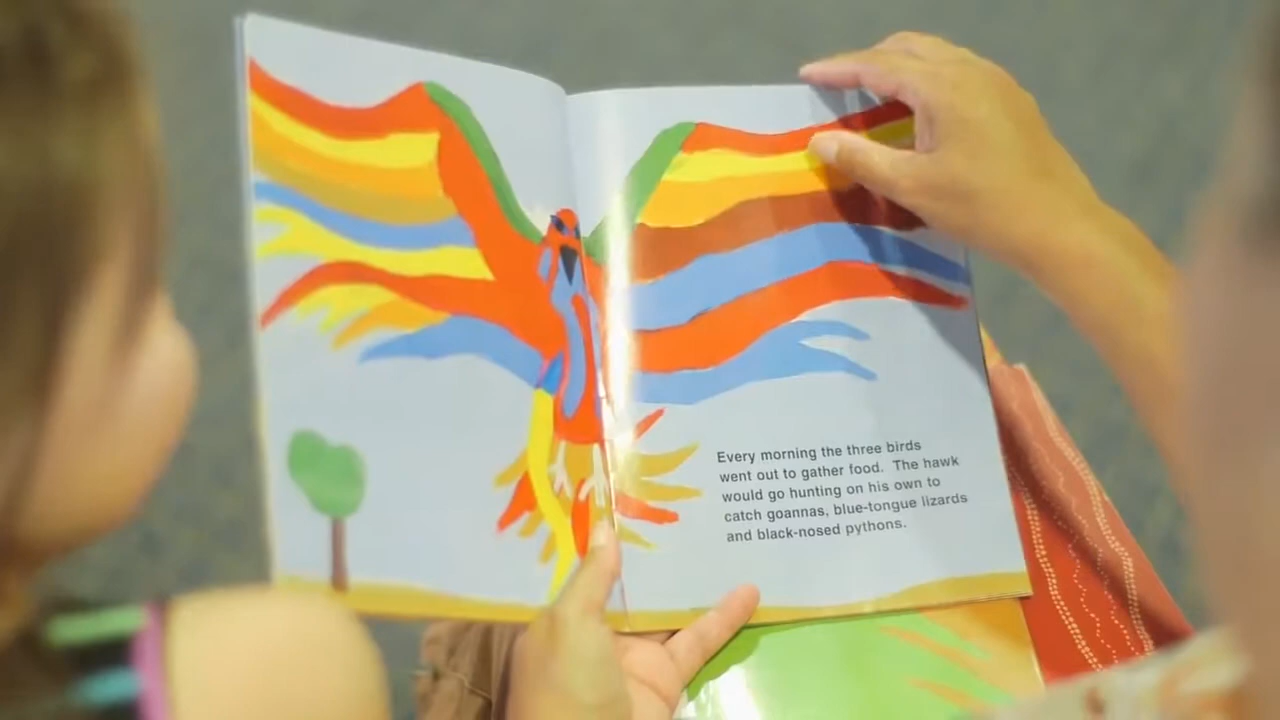 Every morning the three birds
went out to gather food. The hawk
would go hunting on his own to
catch goannas, blue-tongue lizards
and black-nosed pythons.